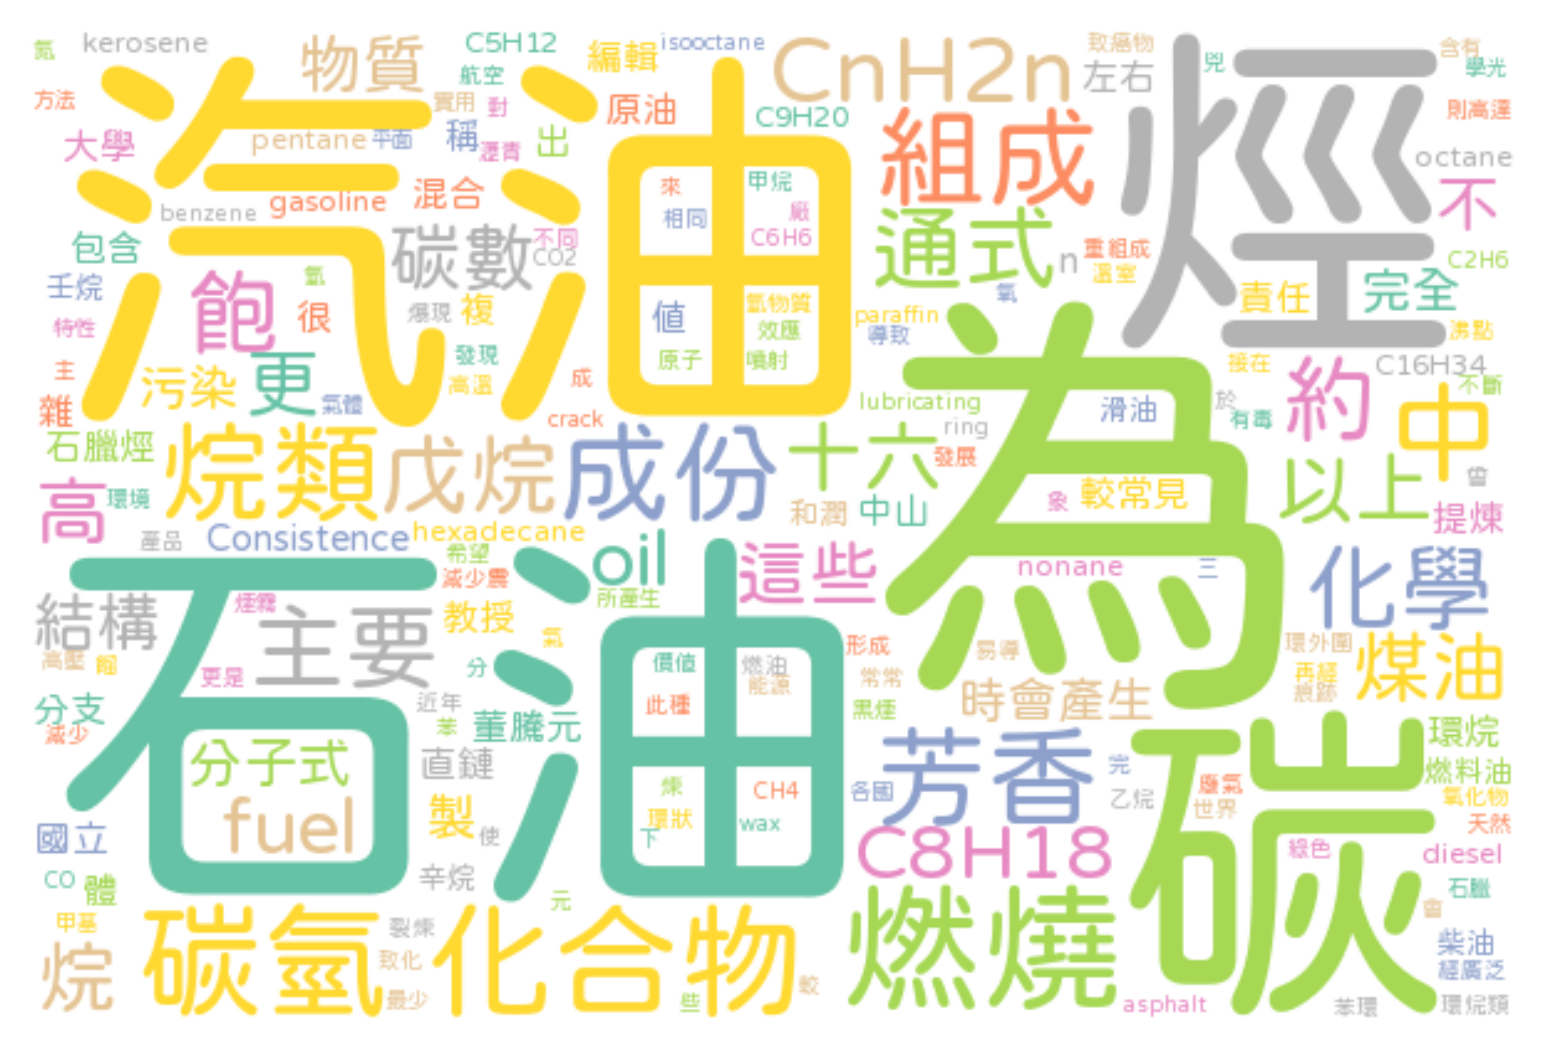 氮 kerosene 物質 C5H12 編輯 isooctane CnH2n 致癌物 左右 兇 含有 學光
方法 航空 實用 對 原油 C9H20 則高達
大學 pentane 平面 稱 瀝青 出 組成 烴 octane
汽油
benzene gasoline 混合 來 甲烷 不
包含 碳數 不同 CO2 相同 廠 C6H6 通式 n 重組成 溫室 C2H6
壬烷 飽 氫 很 爆現 複 值 氫物質 氧 責任 完全
特性 更 發現 原子 效應 噴射 paraffin 導致 沸點
主 污染 高溫 成 為 接在 約 C16H34 不斷
雜 氣體 crack lubricating ring 滑油 於 有毒 中
石臘烴 烷類 戊烷 成份 十六 發展 以上 曾
高 環境 和潤 中山 象 較常見 提煉
產品 Consistence hexadecane oil 這些 nonane 三 化學
希望 減少震 所產生
石油
結構 煙霧 主要 教授 氣 形成 易導 環外圍 煤油
高壓 餾 更是 分 價值 燃油 能源 常常 再經 痕跡
分支 近年 此種 黑煙 時會產生 碳
減少 苯 董騰元 環烷
分子式 直鏈 芳香 完 燃料油
fuel 製 煉 CH4 各國 乙烷 廢氣 世界 氧化物
國立 使 環狀 下 wax C8H18 綠色 天然 diesel
CO 體 辛烷 元 燃燒 石臘
甲基 碳氫化合物 裂煉 會 柴油
烷 致化 最少 些 較 經廣泛
asphalt 苯環 環烷類